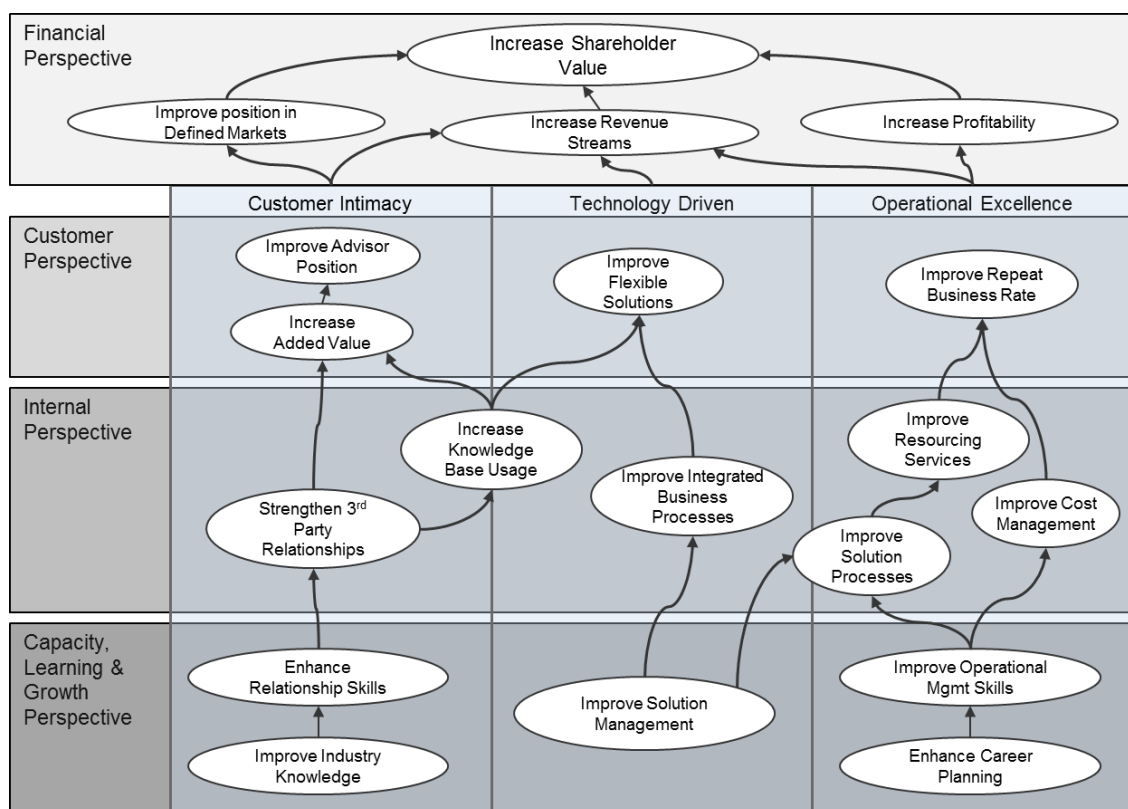 Financial
Perspective
Increase Shareholder
Value
Improve position in
Defined Markets
Increase Revenue
Streams
Increase Profitability
Customer Intimacy
Technology Driven
Operational Excellence
Customer
Perspective
Improve Advisor
Position
Increase
Added Value
Improve
Flexible
Solutions
Improve Repeat
Business Rate
Internal
Perspective
Increase
Knowledge
Base Usage
Strengthen 3rd
Party
Relationships
Improve Integrated
Business
Processes
Improve
Resourcing
Services
Improve Cost
Management
Improve
Solution
Processes
Capacity,
Learning &
Growth
Perspective
Enhance
Relationship Skills
Improve Industry
Knowledge
Improve Solution
Management
Improve Operational
Mgmt Skills
Enhance Career
Planning